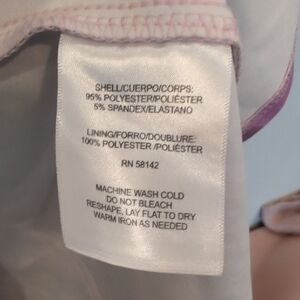 SHELL/CUERPO/CORPS:
95% POLYESTER/POLIÉSTER
5% SPANDEX/ELASTANO
LINING/FORRO/DOUBLURE:
100% POLYESTER/POLIÉSTER
RN 58142
MACHINE WASH COLD
DO NOT BLEACH
RESHAPE, LAY FLAT TO DRY
WARM IRON AS NEEDED